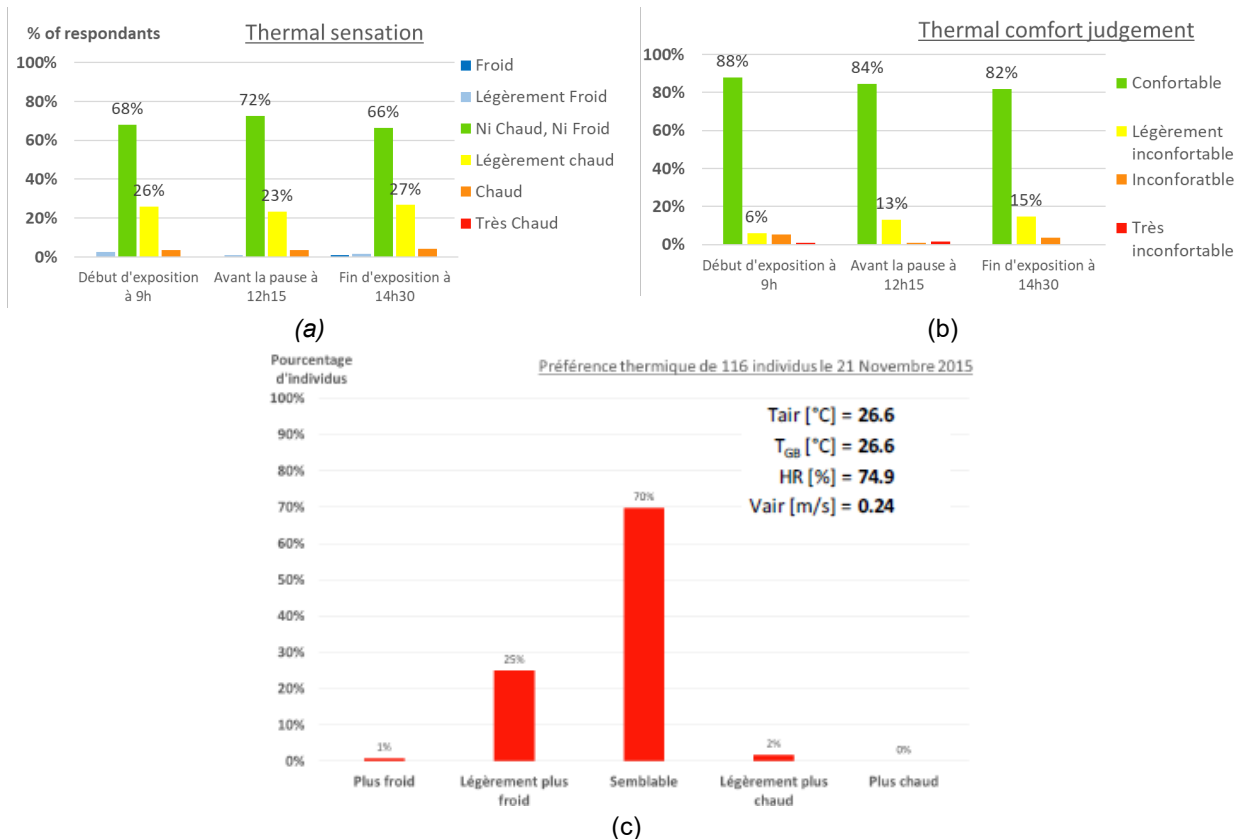 % of respondants
Thermal sensation
100%
80%
60%
40%
20%
0%
68%
26%
72%
23%
66%
27%
Début d'exposition
à 9h
Avant la pause à
12h15
Fin d'exposition à
14h30
Froid
Légèrement Froid
Ni Chaud, Ni Froid
Légèrement chaud
Chaud
Très Chaud
(a)
Thermal comfort judgement
100%
80%
60%
40%
20%
0%
88%
6%
84%
13%
82%
15%
Début d'exposition à
9h
Avant la pause à
12h15
Fin d'exposition à
14h30
Confortable
Légèrement
inconfortable
Inconforatble
Très
inconfortable
(b)
Pourcentage
d'individus
Préférence thermique de 116 individus le 21 Novembre 2015
Tair [°C] = 26.6
TGB [°C] = 26.6
HR [%] = 74.9
Vair [m/s] = 0.24
100%
90%
80%
70%
60%
50%
40%
30%
20%
10%
0%
1%
25%
70%
2%
0%
Plus froid
Légèrement plus
froid
Semblable
Légèrement plus
chaud
Plus chaud
(c)